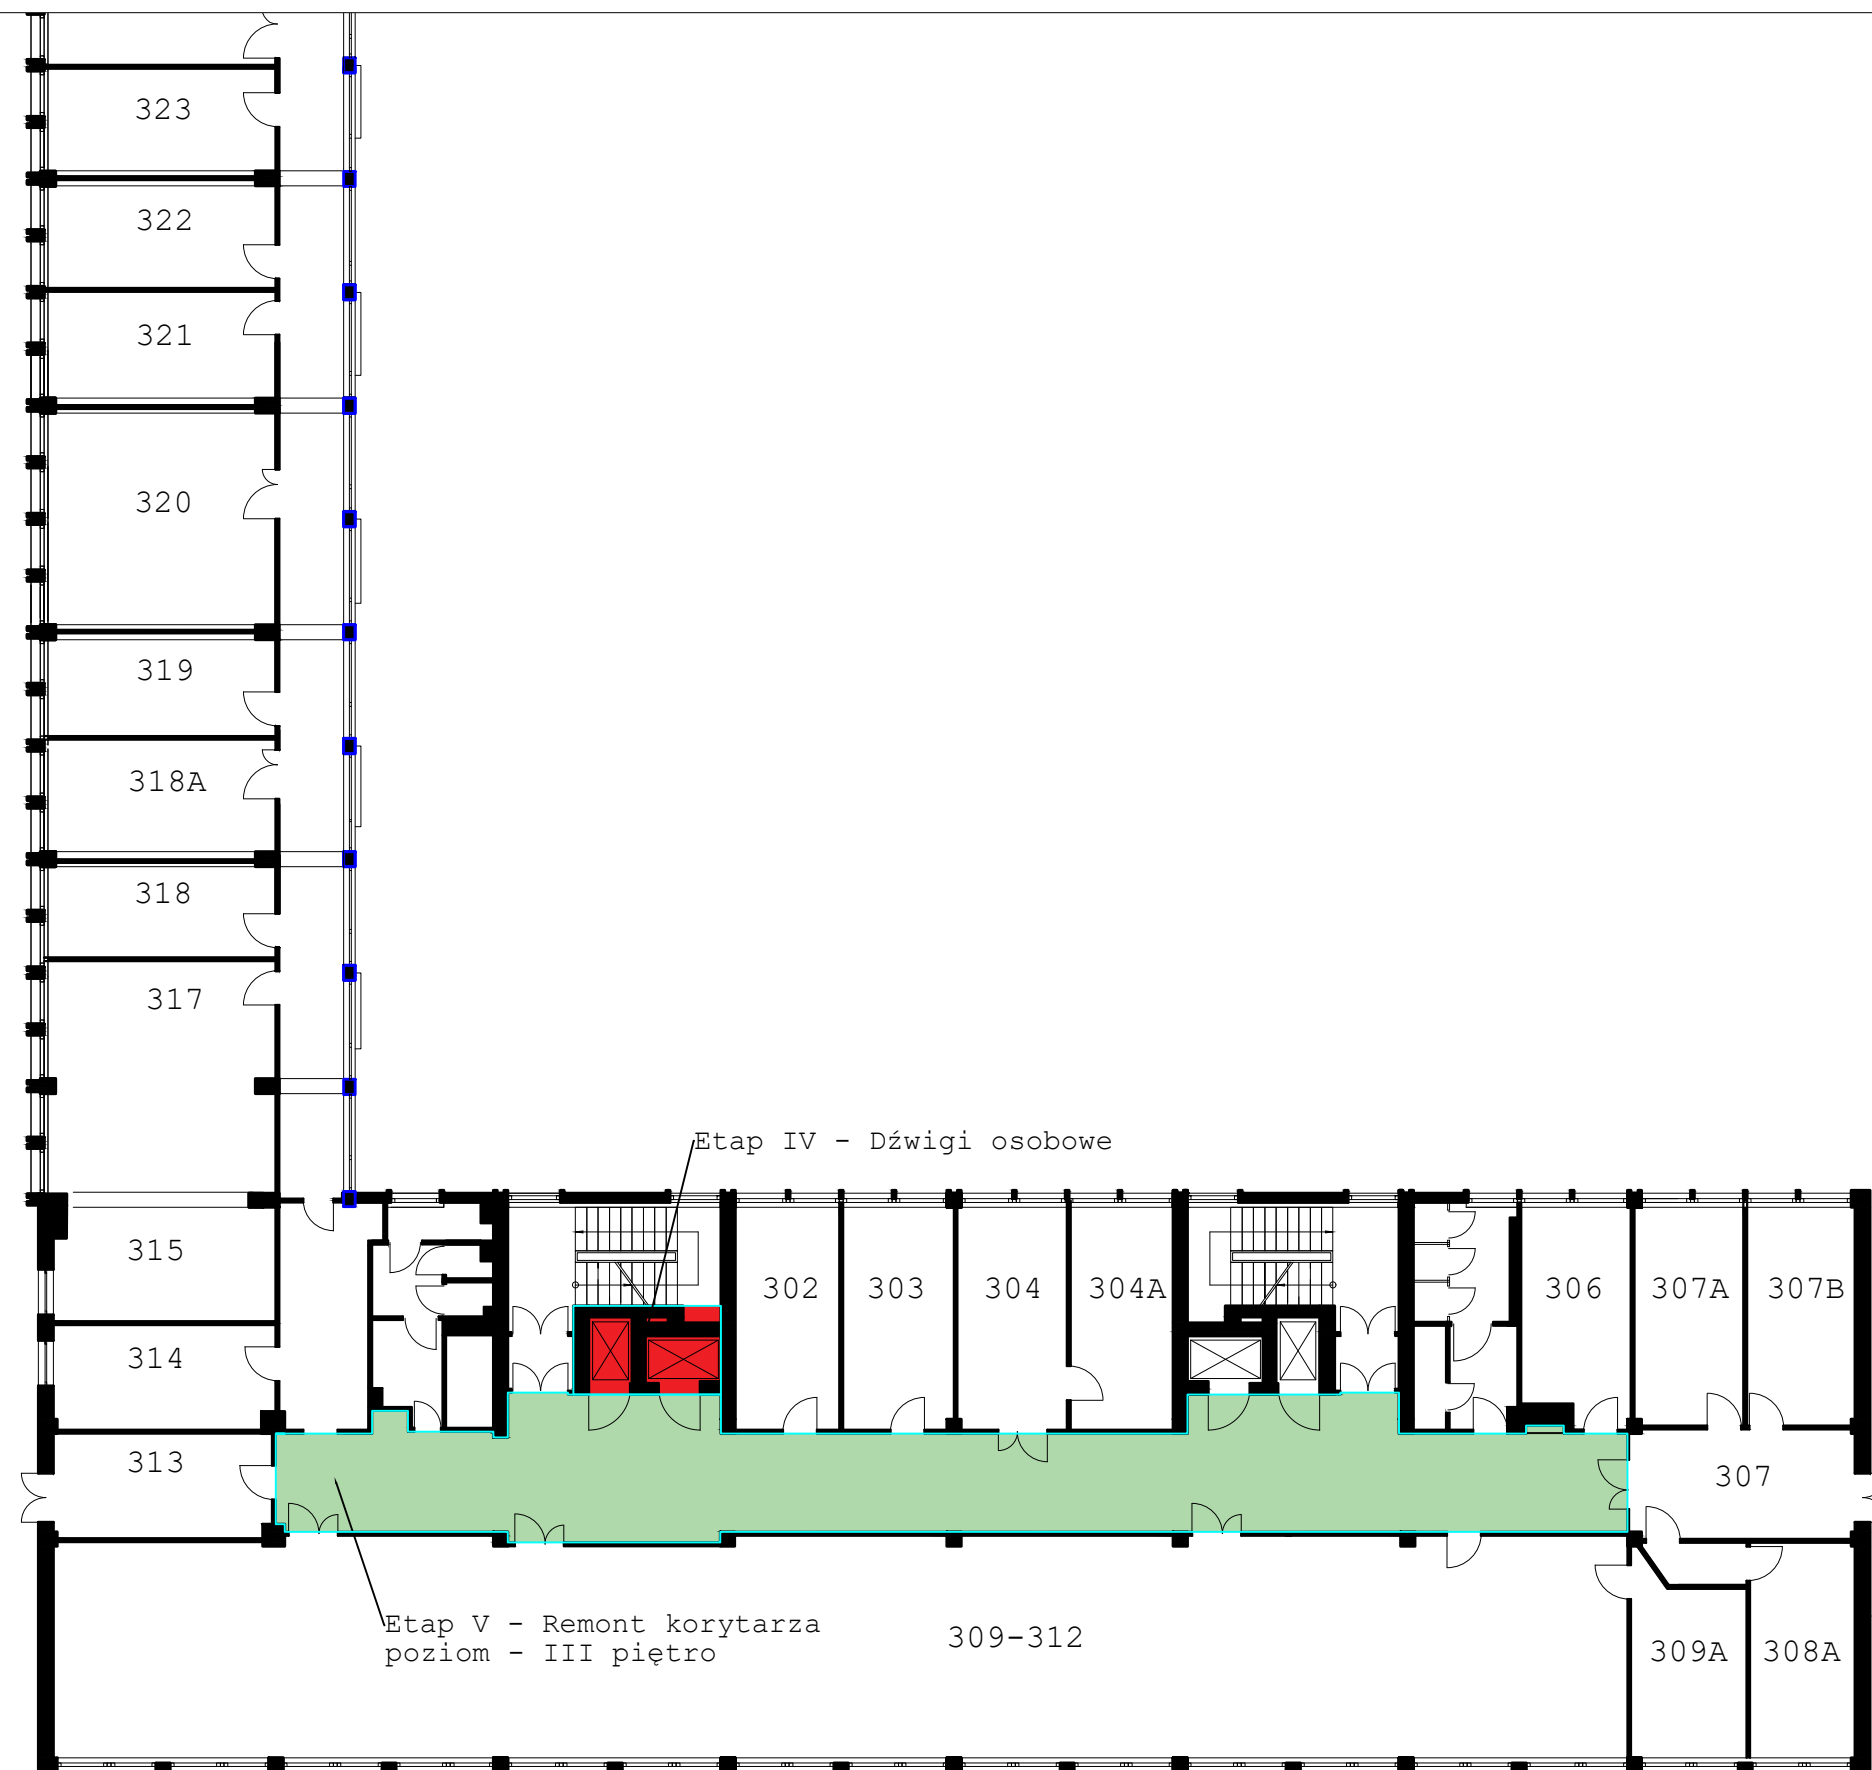 323
322
321
320
319
318A
318
317
Etap IV - Dźwigi osobowe
315
302
303
304
304A
306
307A
307B
314
313
307
Etap V - Remont korytarza
poziom - III piętro
309-312
309A
308A